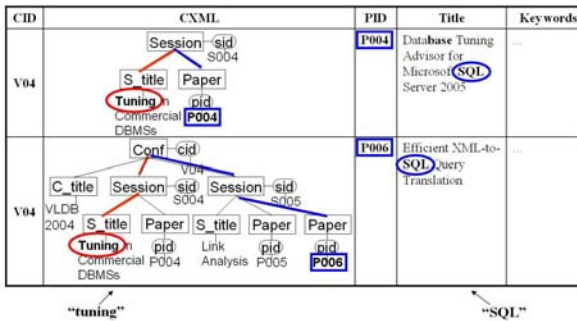 CID CXML PID Title Keywords
V04
Session sid
S004
S_title Paper
Tuning in pid
Commercial P004
DBMSs
P004
Database Tuning
Advisor for
Microsoft SQL
Server 2005
...
V04
Conf cid
V04
C_title Session sid Session sid
VLDB S004 S005
2004
S_title Paper S_title Paper Paper
Tuning in pid Link pid pid
Commercial P004 Analysis P005 P006
DBMSs
P006
Efficient XML-to-
SQL Query
Translation
...
"tuning" "SQL"